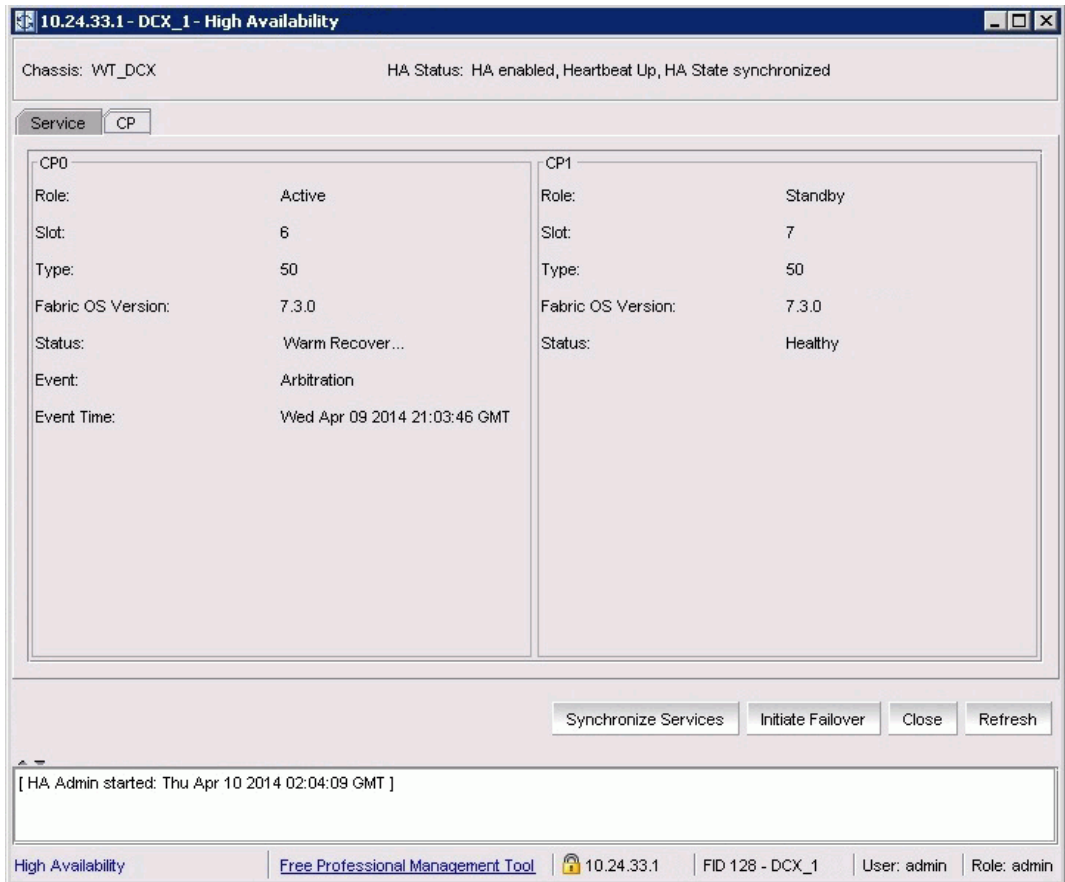 10.24.33.1 - DCX_1 - High Availability
Chassis: WT_DCX HA Status: HA enabled, Heartbeat Up, HA State synchronized
Service CP
CP0
Role: Active
Slot: 6
Type: 50
Fabric OS Version: 7.3.0
Status: Warm Recover...
Event: Arbitration
Event Time: Wed Apr 09 2014 21:03:46 GMT
CP1
Role: Standby
Slot: 7
Type: 50
Fabric OS Version: 7.3.0
Status: Healthy
Synchronize Services Initiate Failover Close Refresh
[ HA Admin started: Thu Apr 10 2014 02:04:09 GMT ]
High Availability Free Professional Management Tool 10.24.33.1 FID 128 - DCX_1 User: admin Role: admin